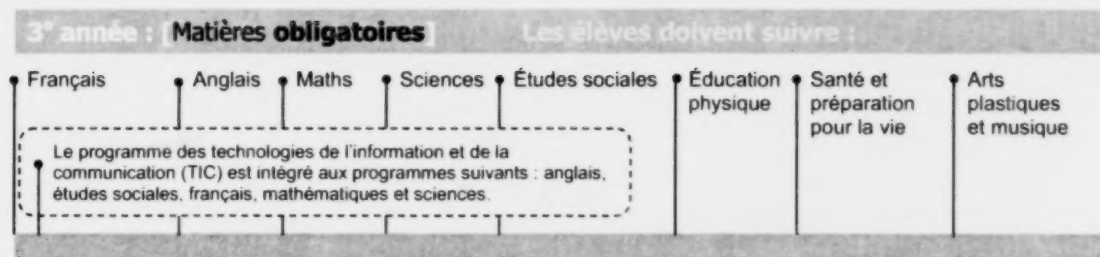 3e année : [Matières obligatoires] Les élèves doivent suivre :
Français
Anglais
Maths
Sciences
Études sociales
Éducation
physique
Santé et
préparation
pour la vie
Arts
plastiques
et musique
Le programme des technologies de l'information et de la
communication (TIC) est intégré aux programmes suivants : anglais,
études sociales, français, mathématiques et sciences.